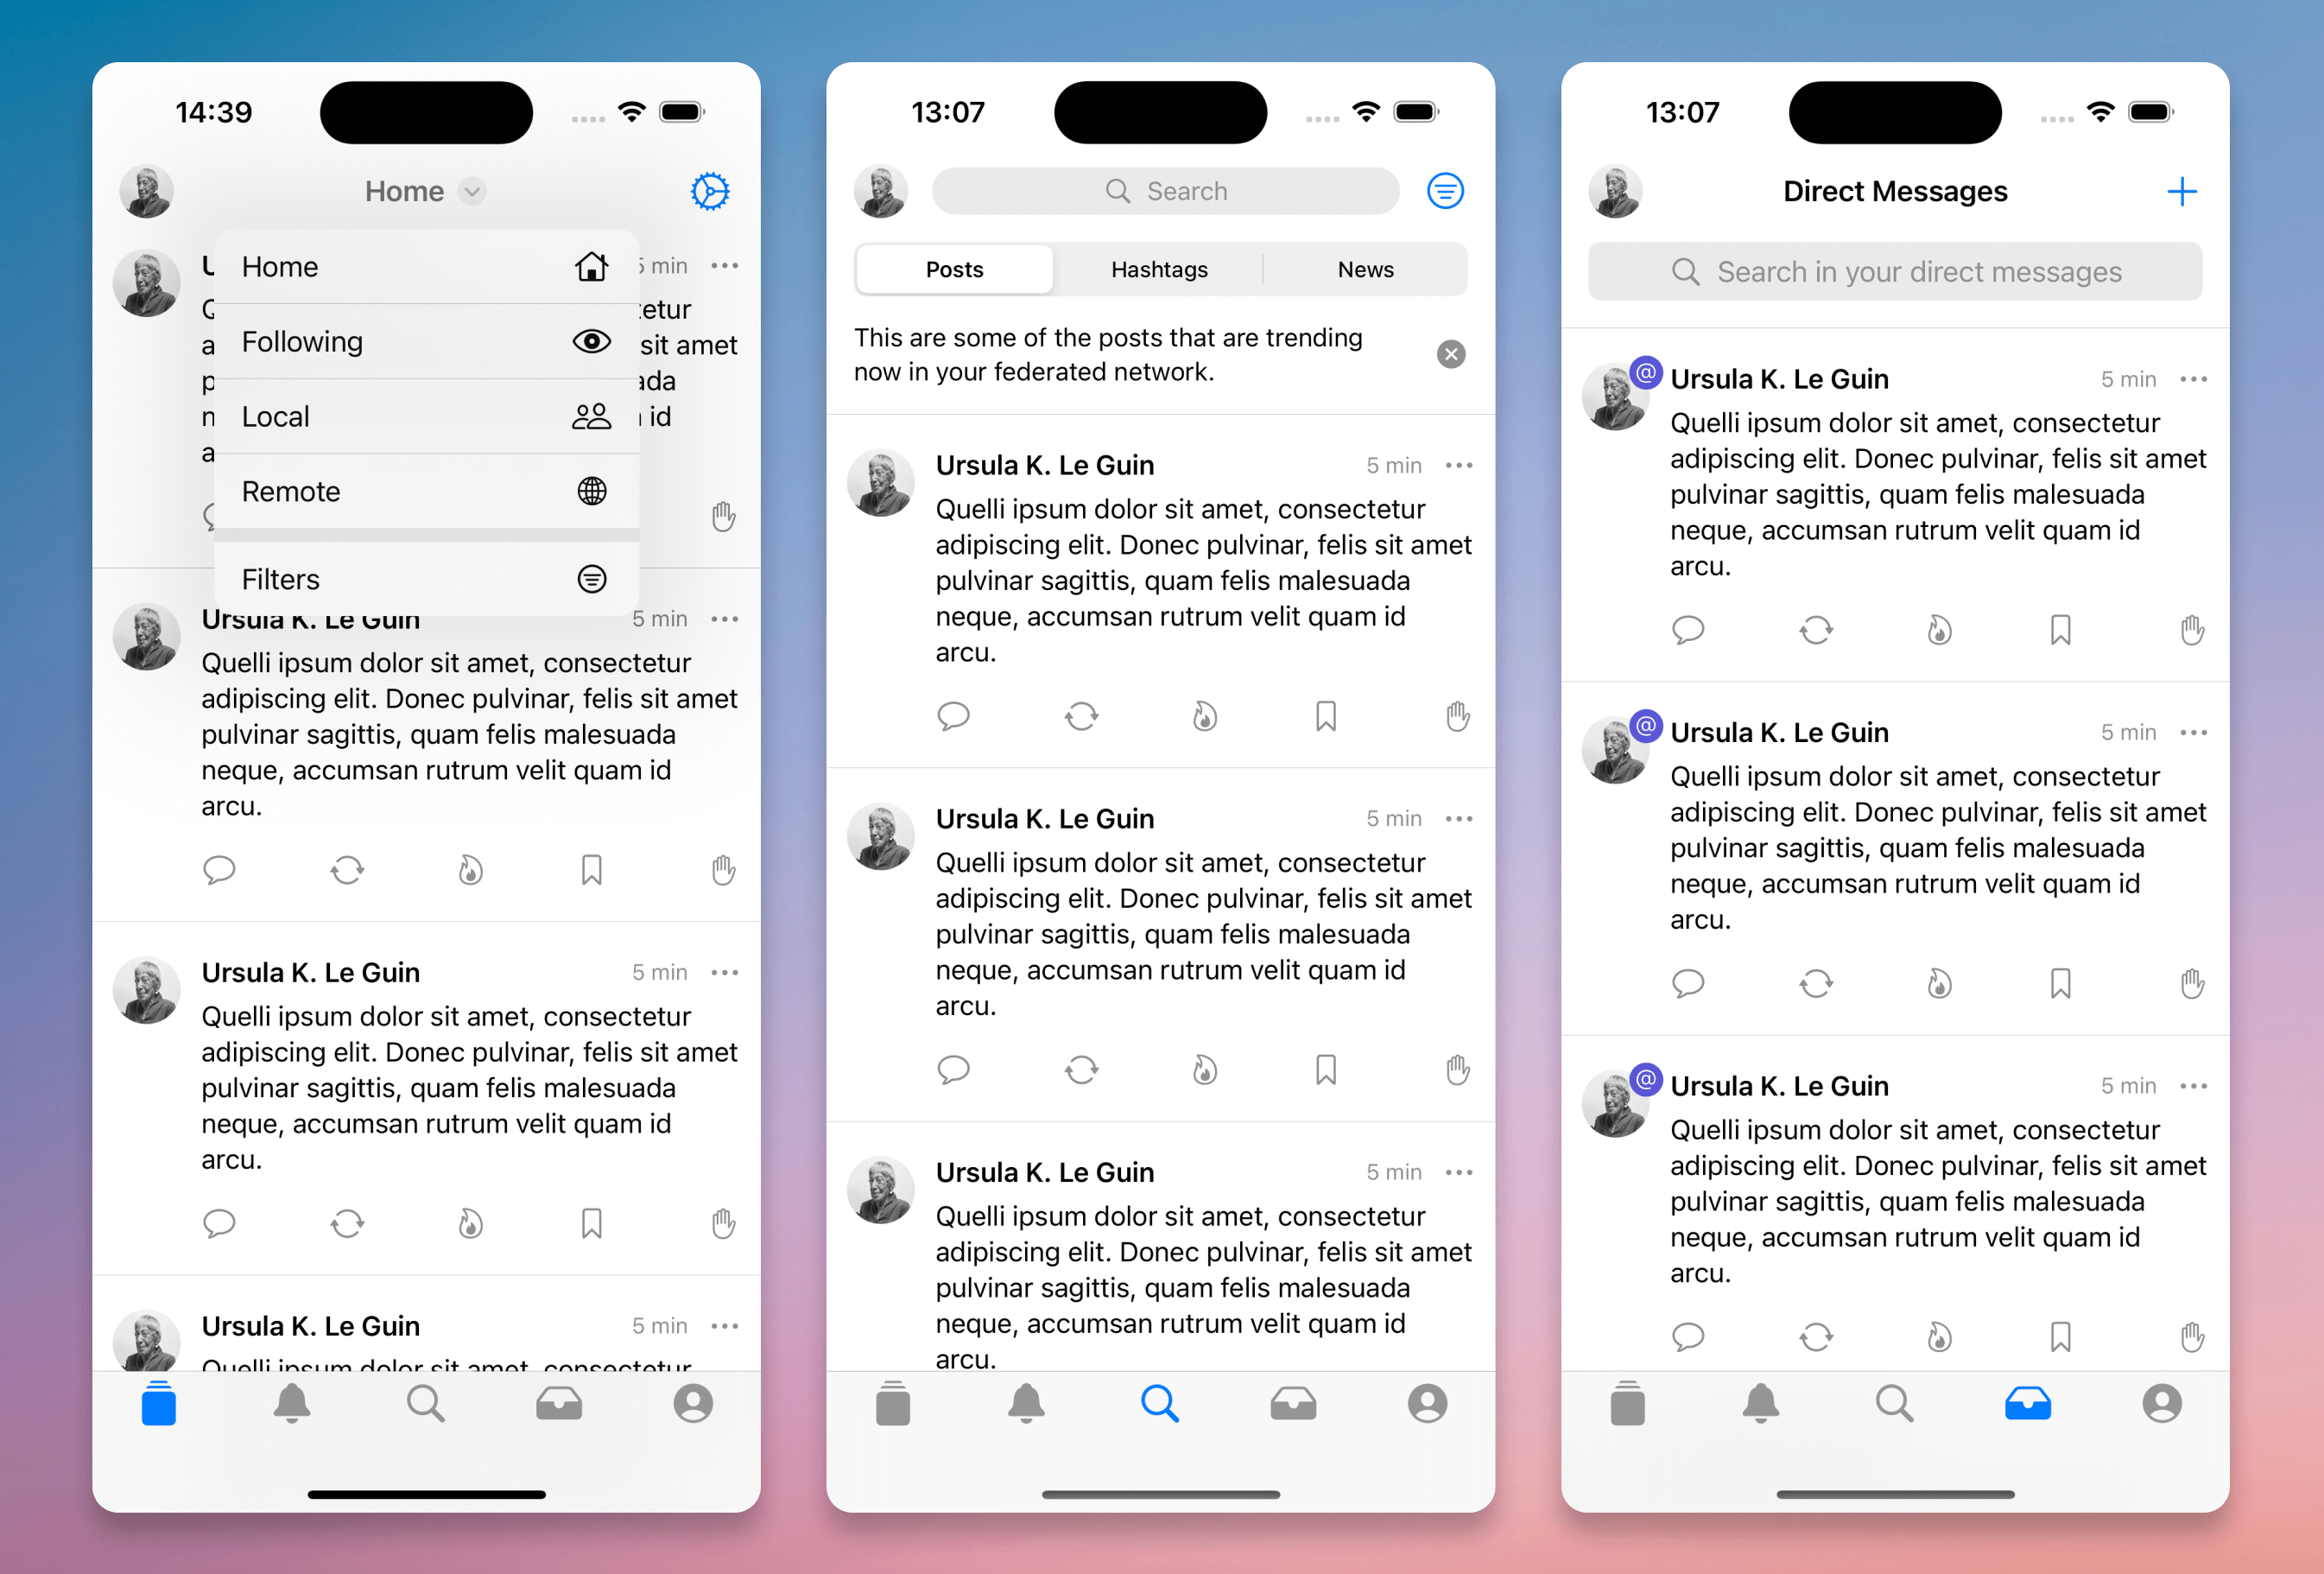 14:39
Home
Home
5 min
Following
sit amet
Local
id
Remote
Filters
Ursula K. Le Guin
5 min
Quelli ipsum dolor sit amet, consectetur
adipiscing elit. Donec pulvinar, felis sit amet
pulvinar sagittis, quam felis malesuada
neque, accumsan rutrum velit quam id
arcu.
Ursula K. Le Guin
5 min
Quelli ipsum dolor sit amet, consectetur
adipiscing elit. Donec pulvinar, felis sit amet
pulvinar sagittis, quam felis malesuada
neque, accumsan rutrum velit quam id
arcu.
Ursula K. Le Guin
5 min
Quelli ipsum dolor sit amet, consectetur
13:07
Search
Posts
Hashtags
News
This are some of the posts that are trending
now in your federated network.
Ursula K. Le Guin
5 min
Quelli ipsum dolor sit amet, consectetur
adipiscing elit. Donec pulvinar, felis sit amet
pulvinar sagittis, quam felis malesuada
neque, accumsan rutrum velit quam id
arcu.
Ursula K. Le Guin
5 min
Quelli ipsum dolor sit amet, consectetur
adipiscing elit. Donec pulvinar, felis sit amet
pulvinar sagittis, quam felis malesuada
neque, accumsan rutrum velit quam id
arcu.
Ursula K. Le Guin
5 min
Quelli ipsum dolor sit amet, consectetur
adipiscing elit. Donec pulvinar, felis sit amet
pulvinar sagittis, quam felis malesuada
neque, accumsan rutrum velit quam id
arcu.
13:07
Direct Messages
Search in your direct messages
@
Ursula K. Le Guin
5 min
Quelli ipsum dolor sit amet, consectetur
adipiscing elit. Donec pulvinar, felis sit amet
pulvinar sagittis, quam felis malesuada
neque, accumsan rutrum velit quam id
arcu.
@
Ursula K. Le Guin
5 min
Quelli ipsum dolor sit amet, consectetur
adipiscing elit. Donec pulvinar, felis sit amet
pulvinar sagittis, quam felis malesuada
neque, accumsan rutrum velit quam id
arcu.
@
Ursula K. Le Guin
5 min
Quelli ipsum dolor sit amet, consectetur
adipiscing elit. Donec pulvinar, felis sit amet
pulvinar sagittis, quam felis malesuada
neque, accumsan rutrum velit quam id
arcu.